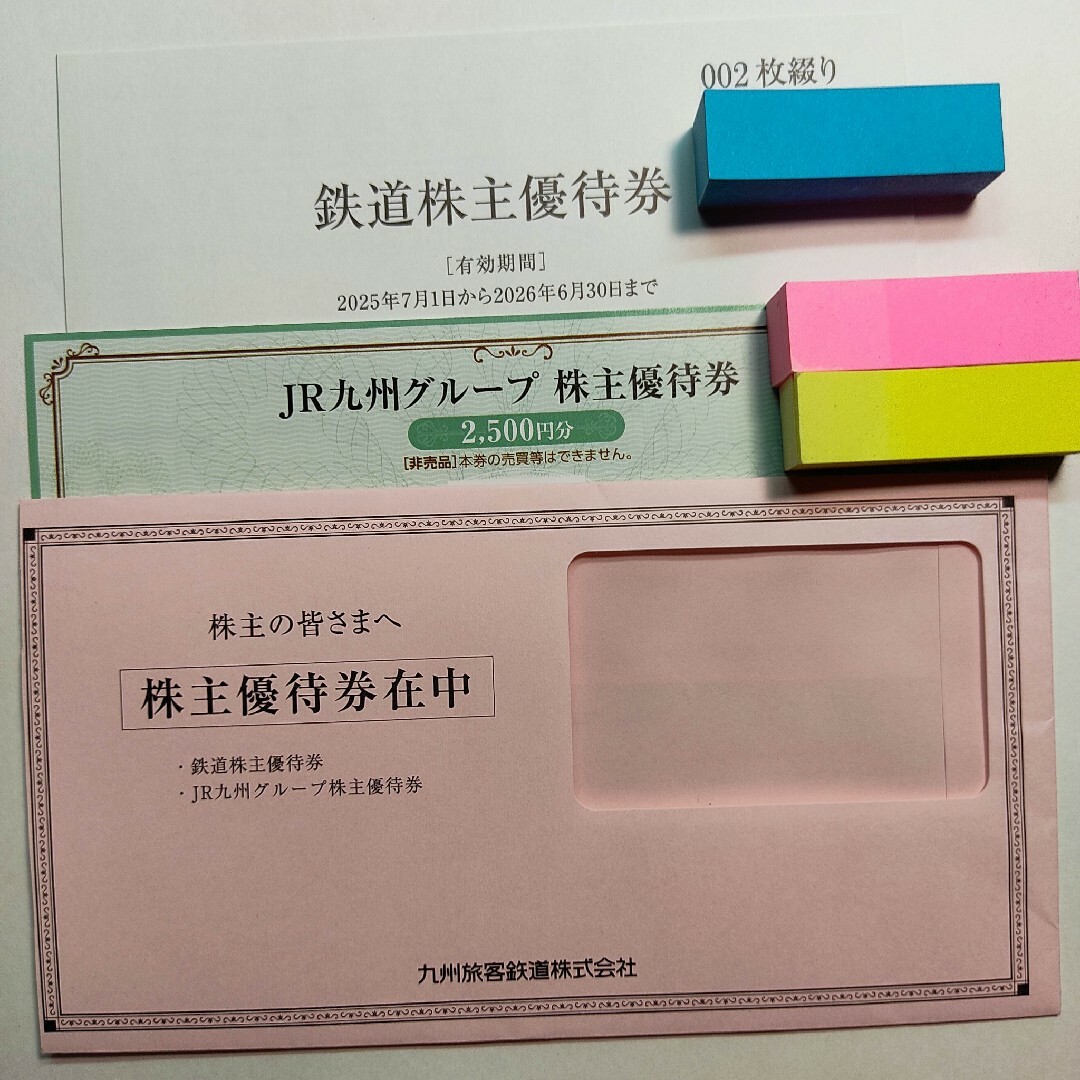 002枚綴り
鉄道株主優待券
[有効期間]
2025年7月1日から2026年6月30日まで
JR九州グループ 株主優待券
2,500円分
[非売品]本券の売買等はできません。
株主の皆さまへ
株主優待券在中
・鉄道株主優待券
・JR九州グループ株主優待券
九州旅客鉄道株式会社